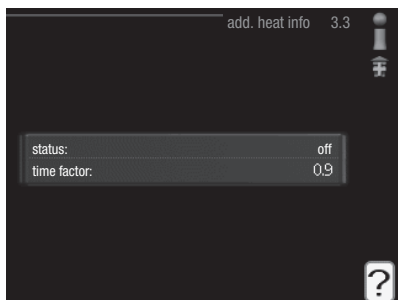 add. heat info 3.3
status: off
time factor: 0.9
?